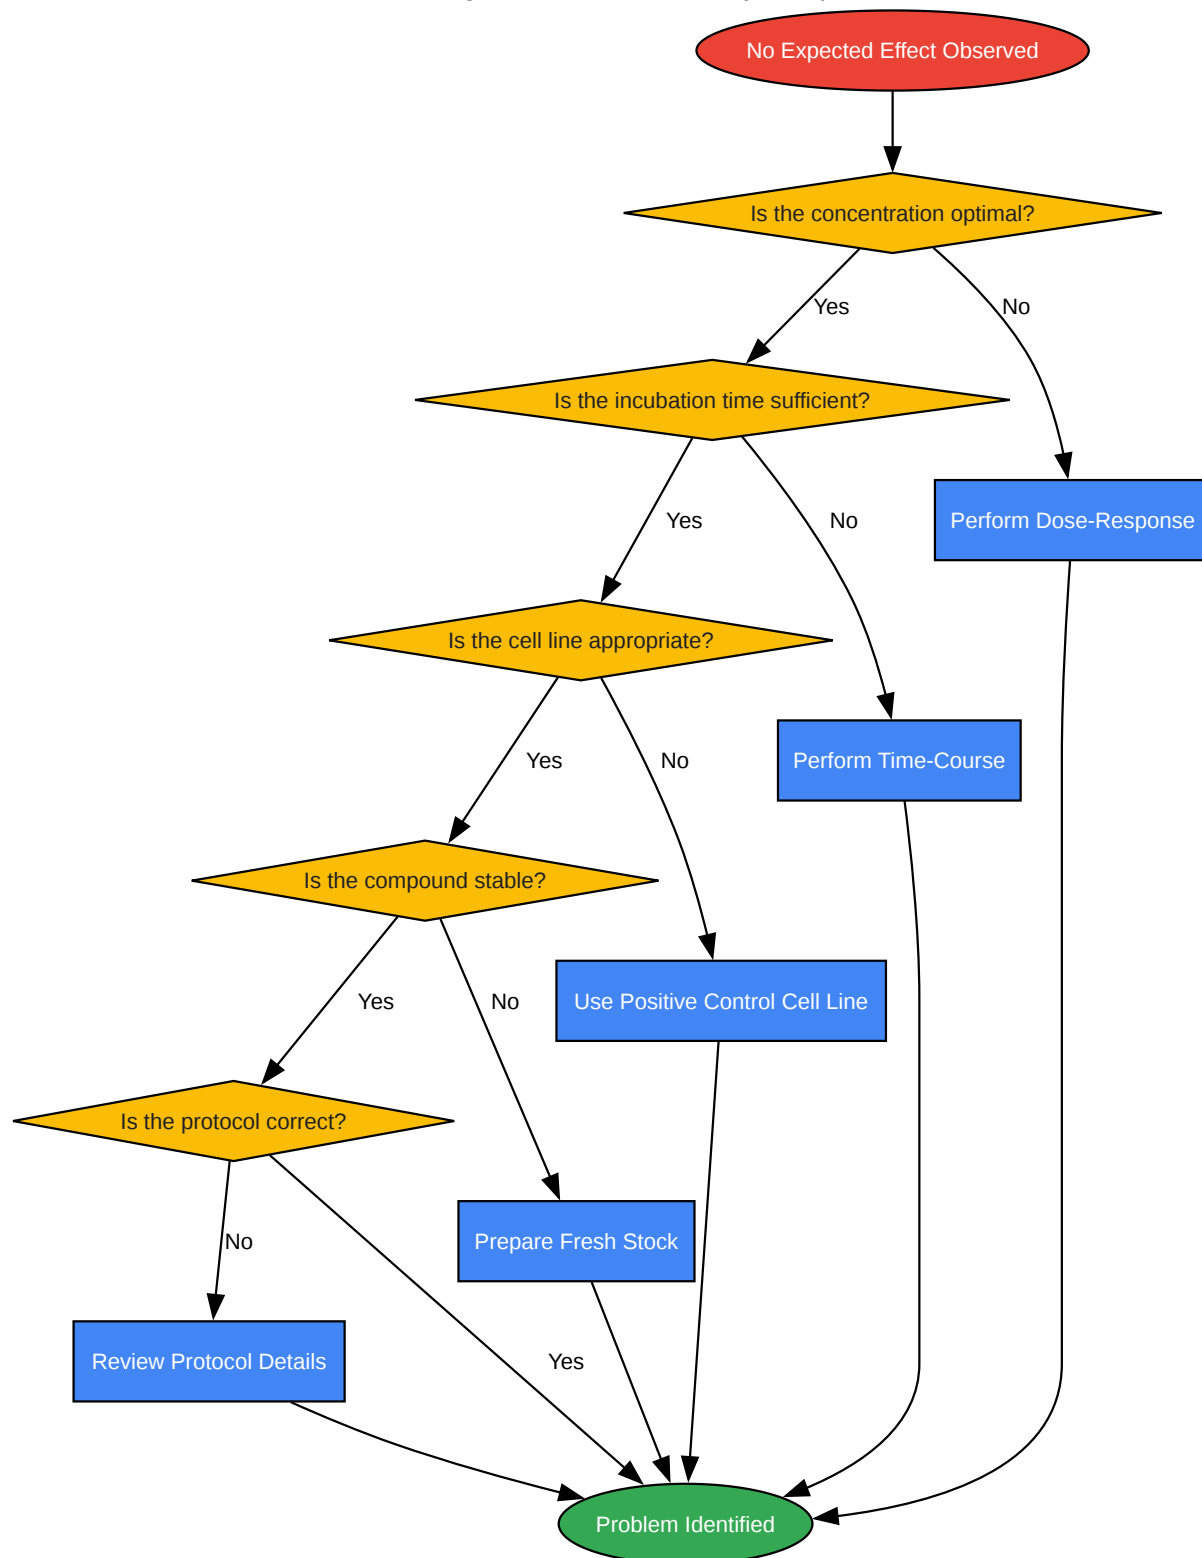 No Expected Effect Observed
Is the concentration optimal?
Yes
No
Is the incubation time sufficient?
Perform Dose-Response
Yes
No
Is the cell line appropriate?
Perform Time-Course
Yes
No
Is the compound stable?
Use Positive Control Cell Line
Yes
No
Is the protocol correct?
Prepare Fresh Stock
No
Review Protocol Details
Yes
Problem Identified